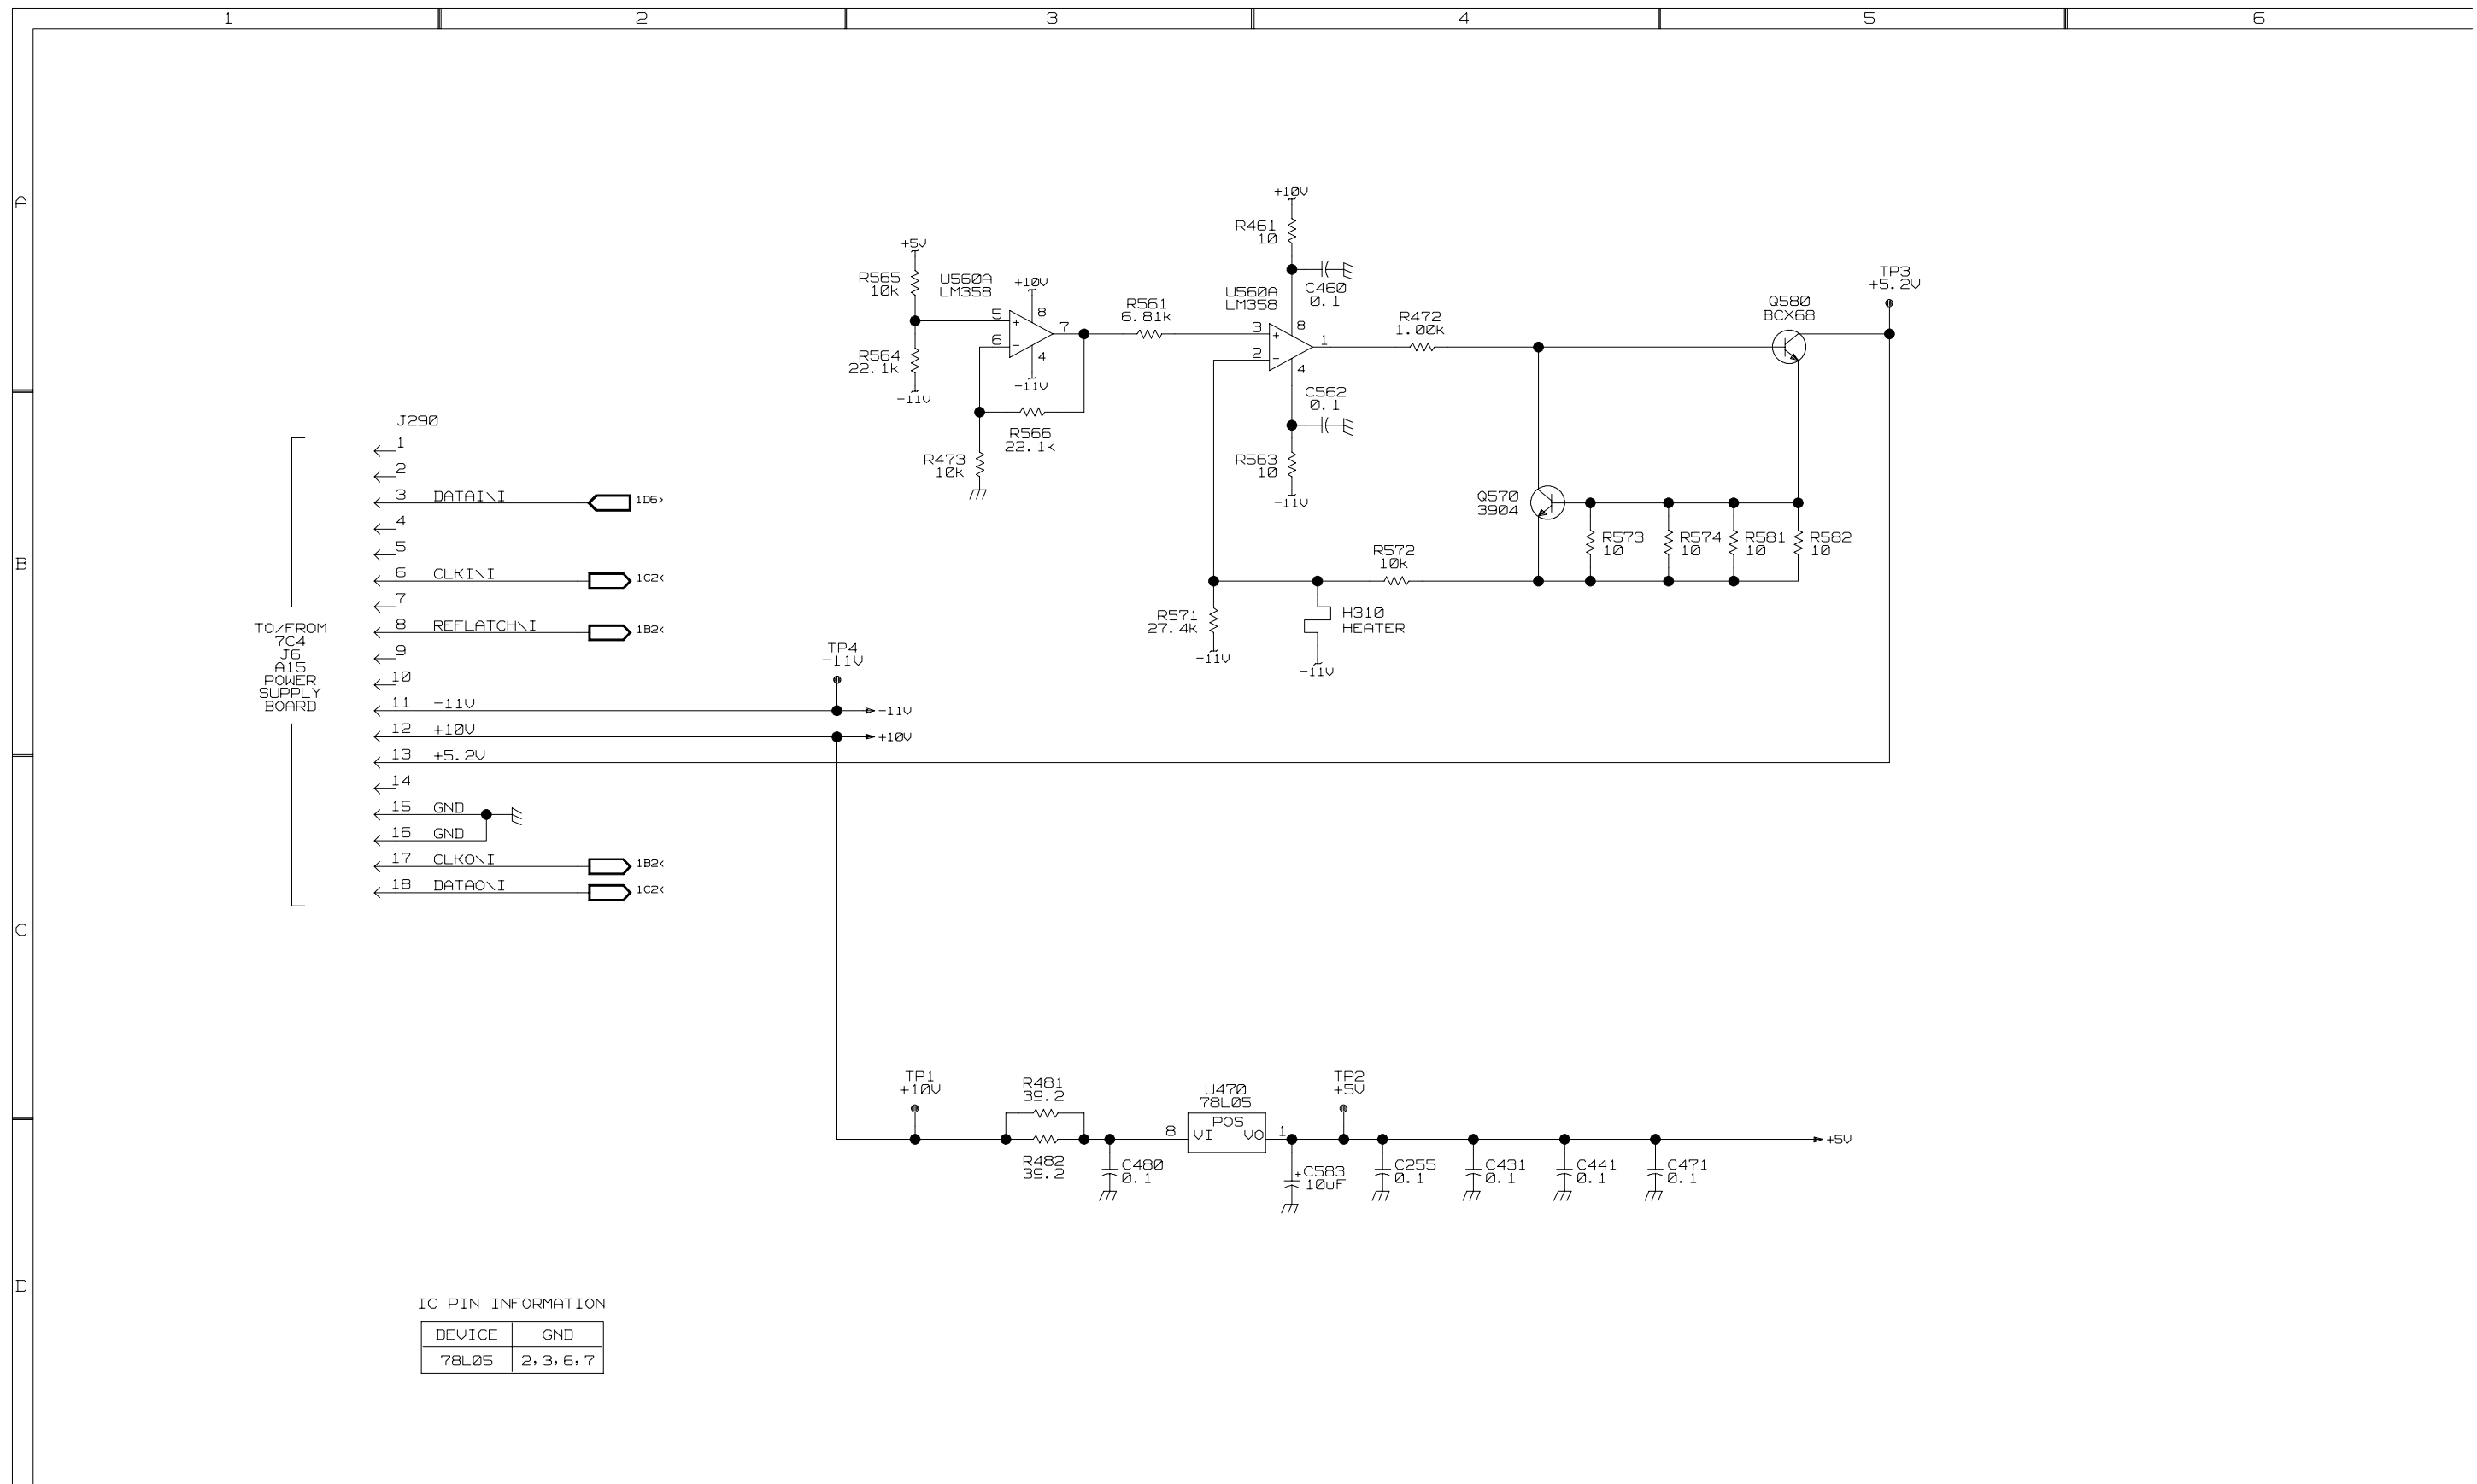 1 2 3 4 5 6
A
B
C
D
+10V
R461
10
+5V
R565
10k
U560A
LM358
+10V
8
5
+
6
-
7
4
-11V
R564
22.1k
-11V
R566
22.1k
R473
10k
R561
6.81k
U560A
LM358
C460
0.1
8
3
+
2
-
1
4
R472
1.00k
C562
0.1
R563
10
-11V
Q580
BCX68
TP3
+5.2V
Q570
3904
R573
10
R574
10
R581
10
R582
10
R572
10k
R571
27.4k
-11V
H310
HEATER
-11V
J290
1
2
3 DATAI\I 1D6>
4
5
6 CLKI\I 1C2<
7
8 REFLATCH\I 1B2<
9
10
11 -11V
12 +10V
13 +5.2V
14
15 GND
16 GND
17 CLKO\I 1B2<
18 DATAO\I 1C2<
TO/FROM
7C4
J6
A15
POWER
SUPPLY
BOARD
TP4
-11V
-11V
+10V
TP1
+10V
R481
39.2
R482
39.2
C480
0.1
U470
78L05
POS
8 VI VO 1
TP2
+5V
+C583
10uF
C255
0.1
C431
0.1
C441
0.1
C471
0.1
+5V
IC PIN INFORMATION
DEVICE GND
78L05 2,3,6,7